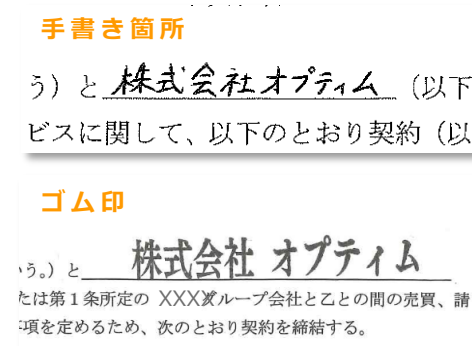 手書き箇所
う）と 株式会社オプティム （以下
ビスに関して、以下のとおり契約（以
ゴム印
う。）と 株式会社 オプティム
たは第1条所定の XXXグループ会社と乙との間の売買、請
項を定めるため、次のとおり契約を締結する。